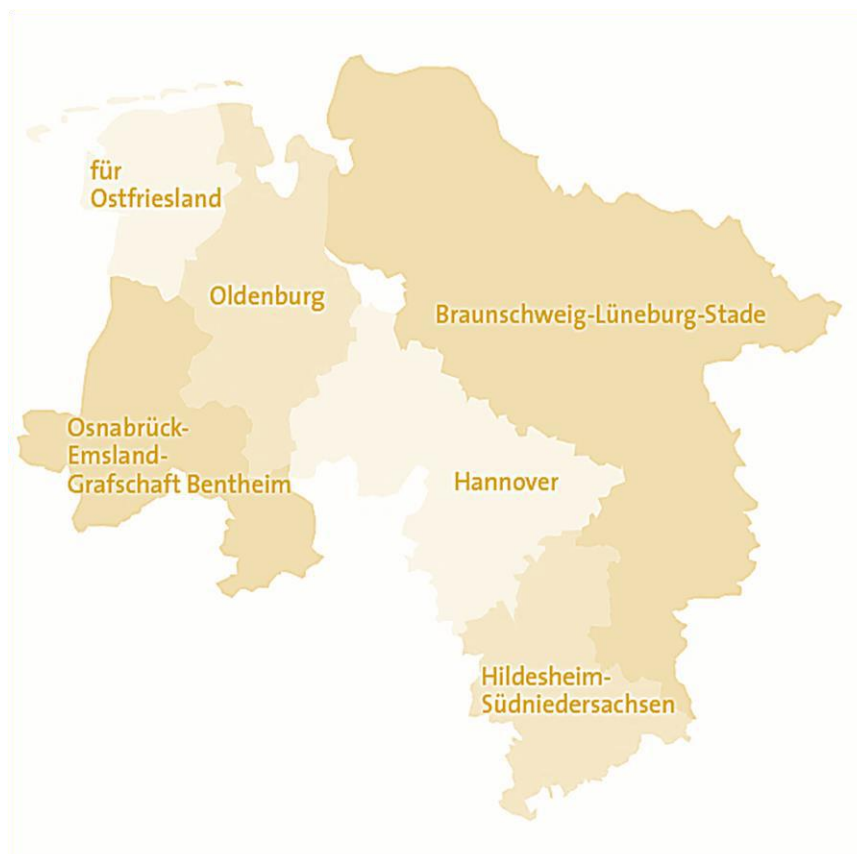 für
Ostfriesland
Oldenburg
Braunschweig-Lüneburg-Stade
Osnabrück-
Emsland-
Grafschaft Bentheim
Hannover
Hildesheim-
Südniedersachsen